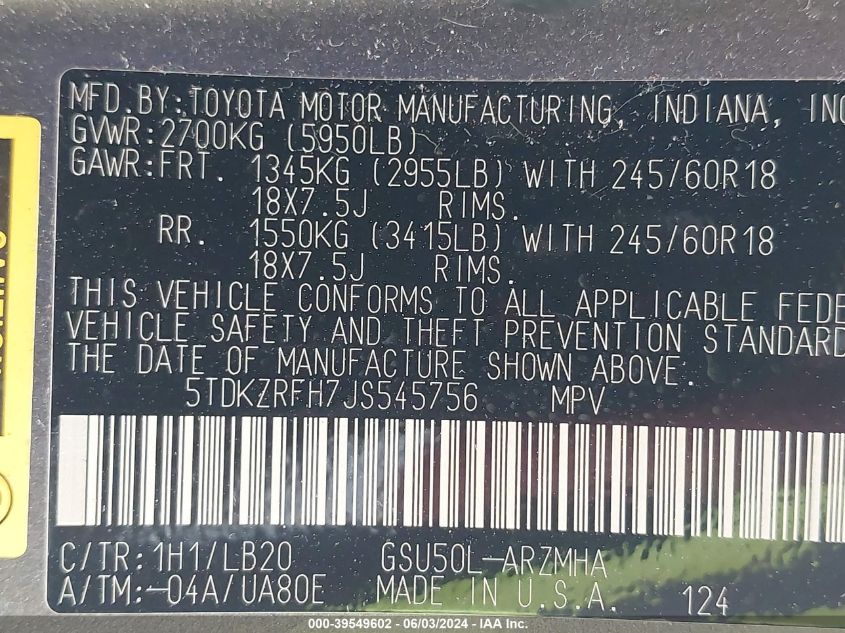 MFD.BY:TOYOTA MOTOR MANUFACTURING, INDIANA, INC
GVWR:2700KG (5950LB)
GAWR:FRT. 1345KG (2955LB) WITH 245/60R18
18X7.5J RIMS.
RR. 1550KG (3415LB) WITH 245/60R18
18X7.5J RIMS.
THIS VEHICLE CONFORMS TO ALL APPLICABLE FEDE
VEHICLE SAFETY AND THEFT PREVENTION STANDARD
THE DATE OF MANUFACTURE SHOWN ABOVE.
5TDKZRFH7JS545756 MPV
C/TR:1H1/LB20 GSU50L-ARZMHA
A/TM:-04A/UA80E MADE IN U.S.A. 124
000-39549602 - 06/03/2024 - IAA Inc.